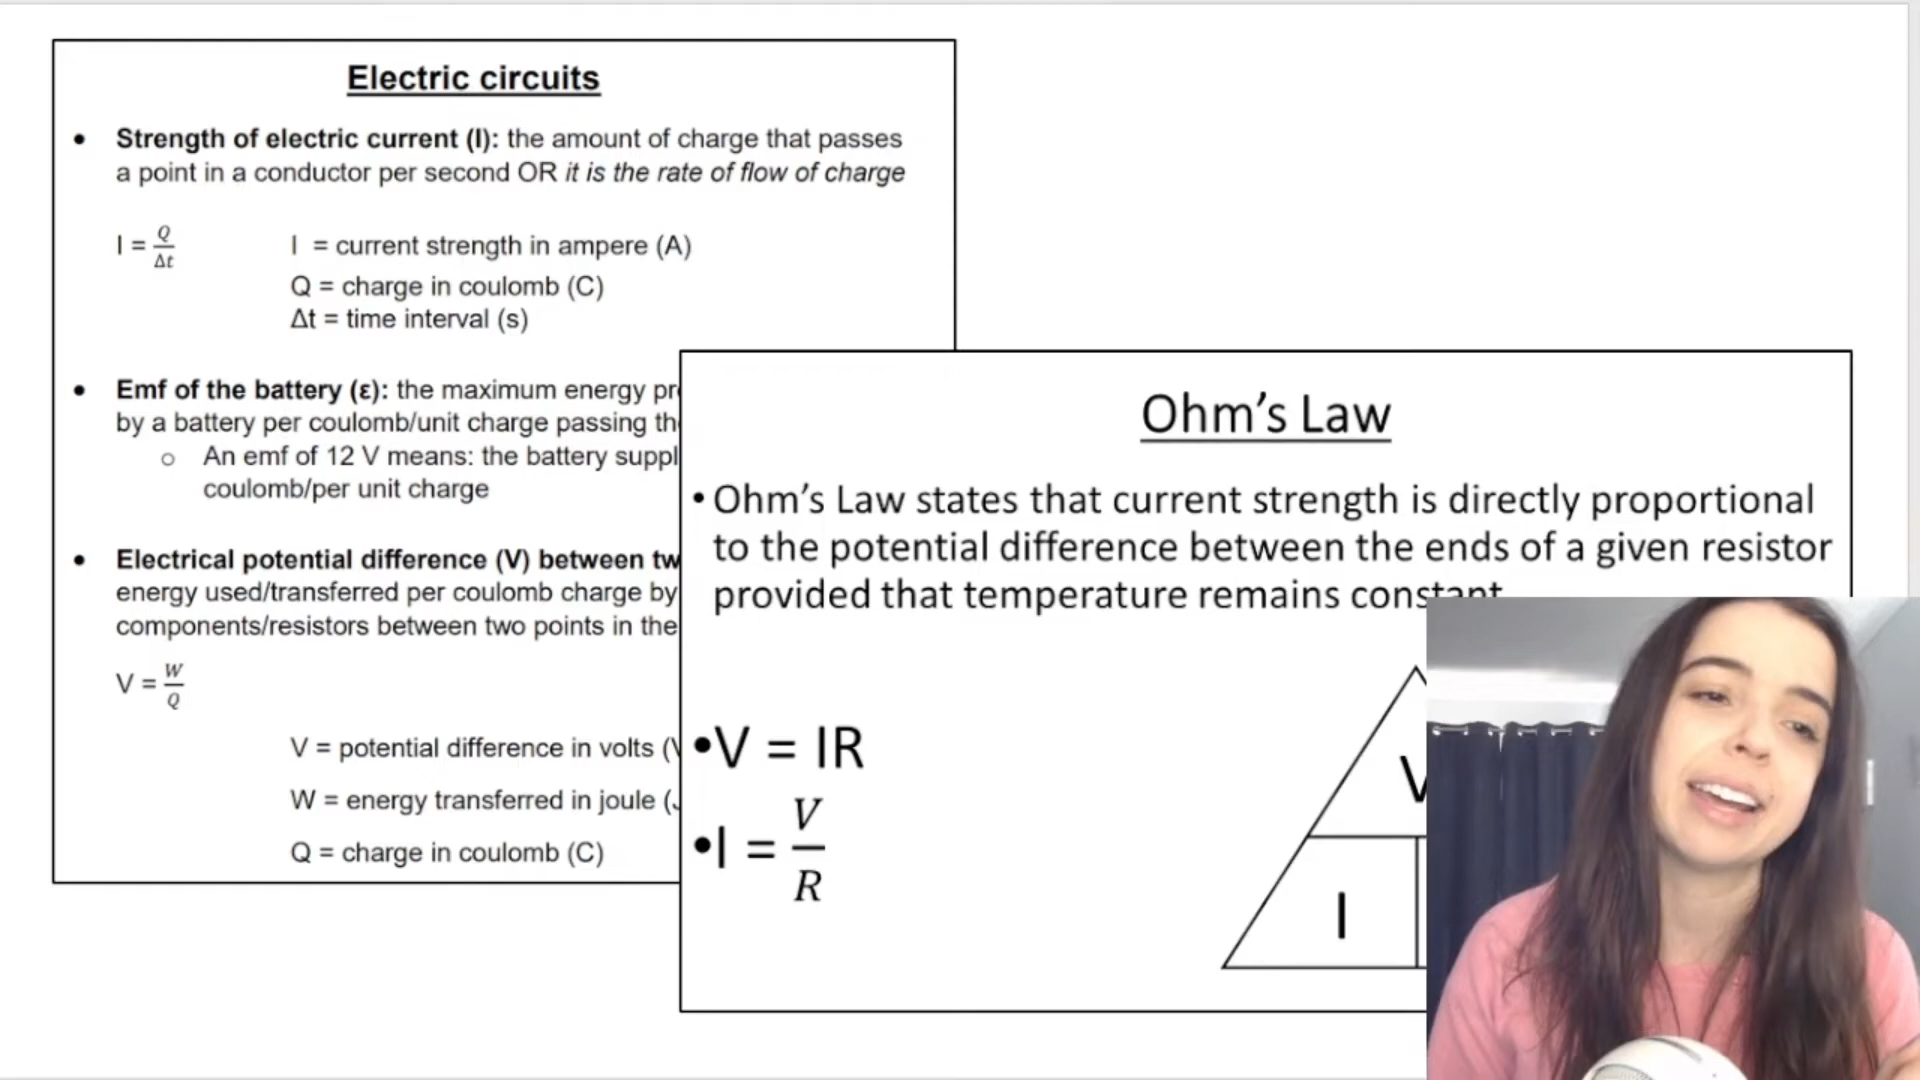 Electric circuits
• Strength of electric current (I): the amount of charge that passes
a point in a conductor per second OR it is the rate of flow of charge
I = Q/Δt
I = current strength in ampere (A)
Q = charge in coulomb (C)
Δt = time interval (s)
• Emf of the battery (ε): the maximum energy
by a battery per coulomb/unit charge passing
o An emf of 12 V means: the battery
coulomb/per unit charge
• Electrical potential difference (V) between
energy used/transferred per coulomb charge by
components/resistors between two points in the
V = W/Q
V = potential difference in volts
W = energy transferred in joule
Q = charge in coulomb (C)
Ohm’s Law
• Ohm’s Law states that current strength is directly proportional
to the potential difference between the ends of a given resistor
provided that temperature remains constant
•V = IR
•I = V/R
V
I